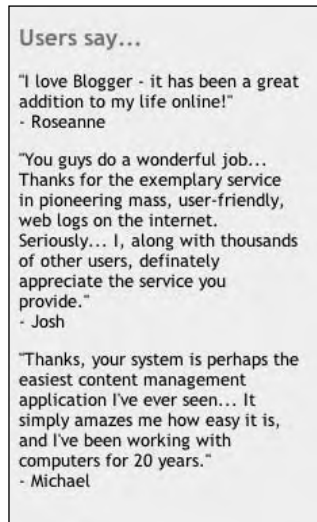 Users say...
"I love Blogger - it has been a great
addition to my life online!"
- Roseanne
"You guys do a wonderful job...
Thanks for the exemplary service
in pioneering mass, user-friendly,
web logs on the internet.
Seriously... I, along with thousands
of other users, definately
appreciate the service you
provide."
- Josh
"Thanks, your system is perhaps the
easiest content management
application I've ever seen... It
simply amazes me how easy it is,
and I've been working with
computers for 20 years."
- Michael